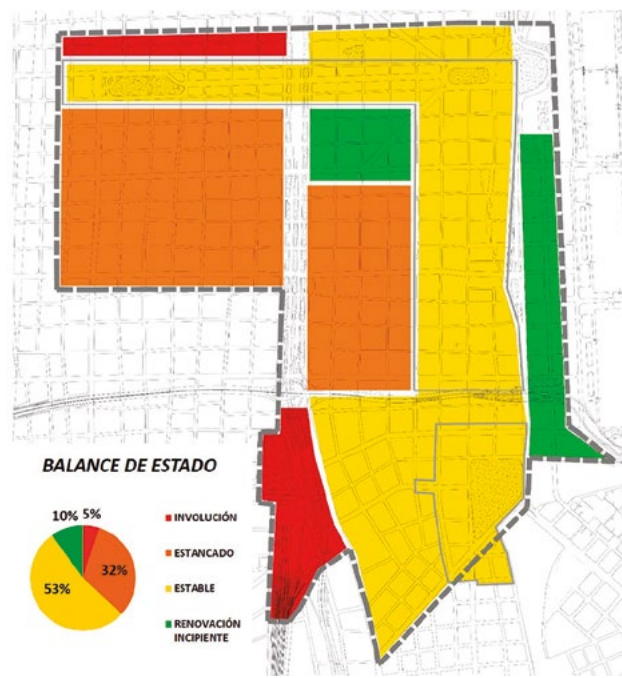 BALANCE DE ESTADO
10%
5%
32%
53%
INVOLUCIÓN
ESTANCADO
ESTABLE
RENOVACIÓN
INCIPIENTE